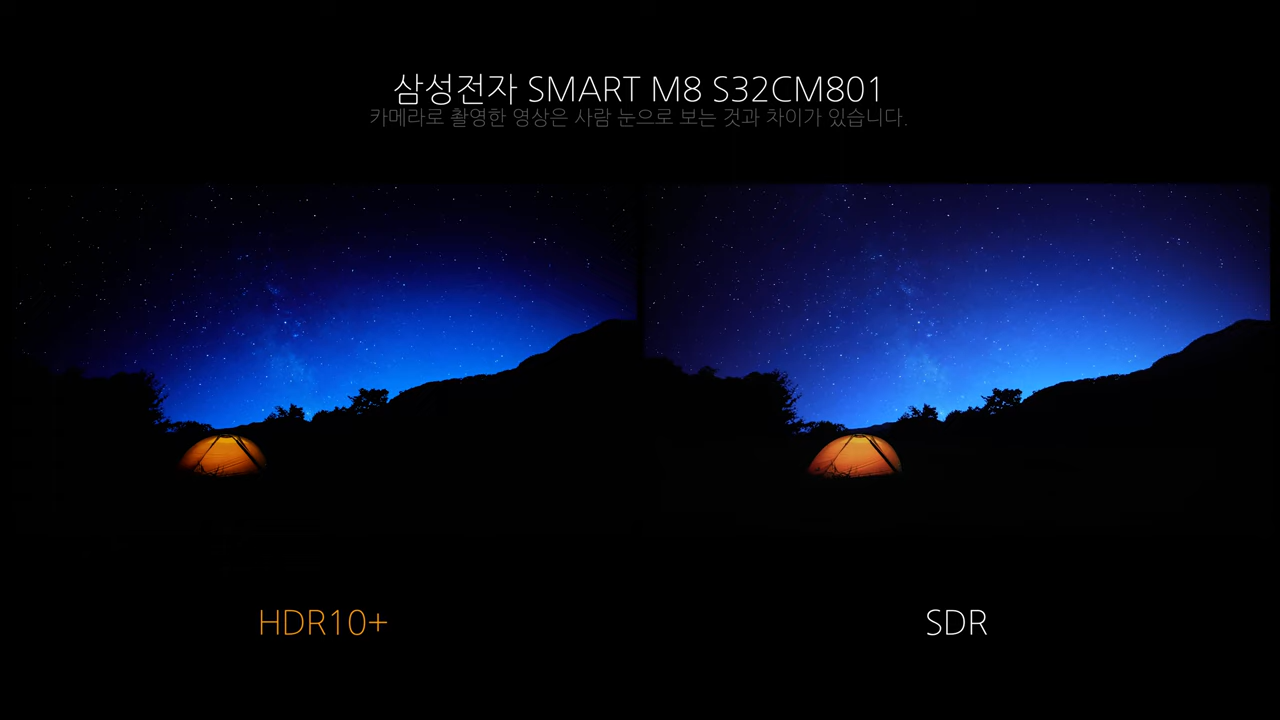 삼성전자 SMART M8 S32CM801
카메라로 촬영한 영상은 사람 눈으로 보는 것과 차이가 있습니다.
HDR10+
SDR